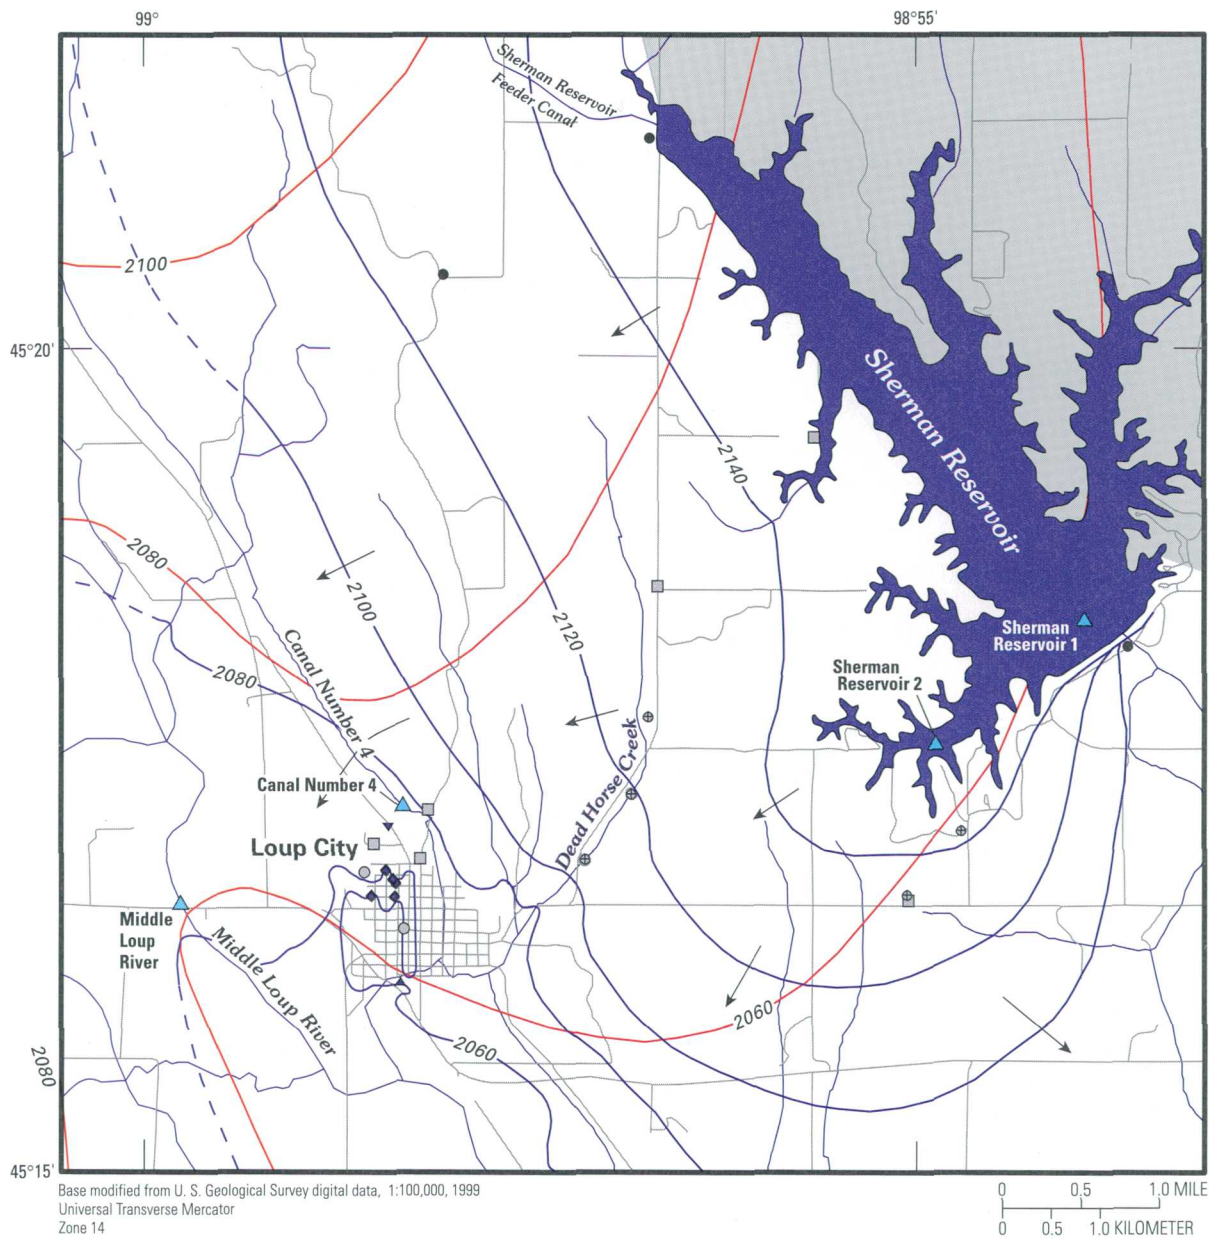 99°
98°55'
Sherman Reservoir
Feeder Canal
2100
45°20'
Sherman Reservoir
2140
2080
2100
2120
Canal Number 4
2080
Sherman
Reservoir 1
Sherman
Reservoir 2
Dead Horse Creek
Canal Number 4
Loup City
Middle
Loup
River
Middle Loup River
2060
2060
2080
45°15'
Base modified from U. S. Geological Survey digital data, 1:100,000, 1999
Universal Transverse Mercator
Zone 14
0 0.5 1.0 MILE
0 0.5 1.0 KILOMETER